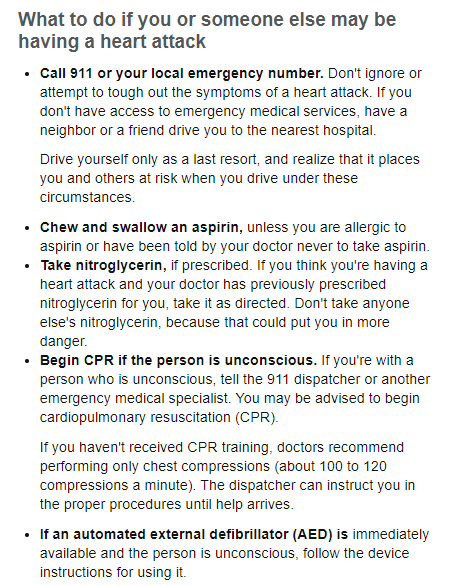 What to do if you or someone else may be
having a heart attack
• Call 911 or your local emergency number. Don't ignore or
attempt to tough out the symptoms of a heart attack. If you
don't have access to emergency medical services, have a
neighbor or a friend drive you to the nearest hospital.
Drive yourself only as a last resort, and realize that it places
you and others at risk when you drive under these
circumstances.
• Chew and swallow an aspirin, unless you are allergic to
aspirin or have been told by your doctor never to take aspirin.
• Take nitroglycerin, if prescribed. If you think you're having a
heart attack and your doctor has previously prescribed
nitroglycerin for you, take it as directed. Don't take anyone
else's nitroglycerin, because that could put you in more
danger.
• Begin CPR if the person is unconscious. If you're with a
person who is unconscious, tell the 911 dispatcher or another
emergency medical specialist. You may be advised to begin
cardiopulmonary resuscitation (CPR).
If you haven't received CPR training, doctors recommend
performing only chest compressions (about 100 to 120
compressions a minute). The dispatcher can instruct you in
the proper procedures until help arrives.
• If an automated external defibrillator (AED) is immediately
available and the person is unconscious, follow the device
instructions for using it.